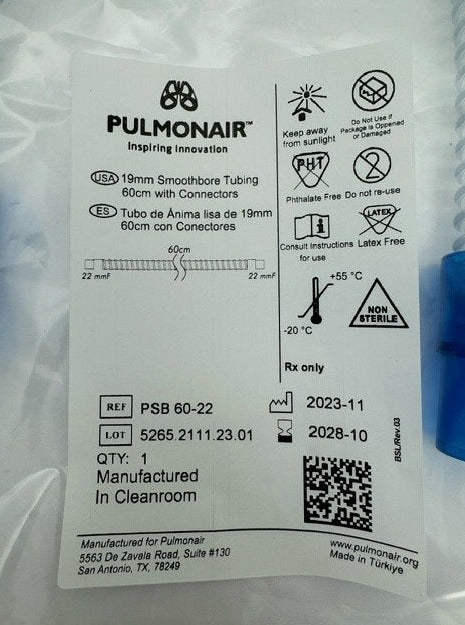 PULMONAIR™
Inspiring Innovation
USA 19mm Smoothbore Tubing
60cm with Connectors
ES Tubo de Ánima lisa de 19mm
60cm con Conectores
60cm
22 mmF
22 mmF
Keep away
from sunlight
Do Not Use if
Package is Oppened
or Damaged
PHT
Phthalate Free
2
Do not re-use
i
Consult Instructions
for use
LATEX
Latex Free
+55 °C
-20 °C
NON
STERILE
Rx only
REF PSB 60-22
2023-11
LOT 5265.2111.23.01
2028-10
BSL/Rev.03
QTY: 1
Manufactured
In Cleanroom
Manufactured for Pulmonair
5563 De Zavala Road, Suite #130
San Antonio, TX, 78249
www.pulmonair.org
Made in Türkiye